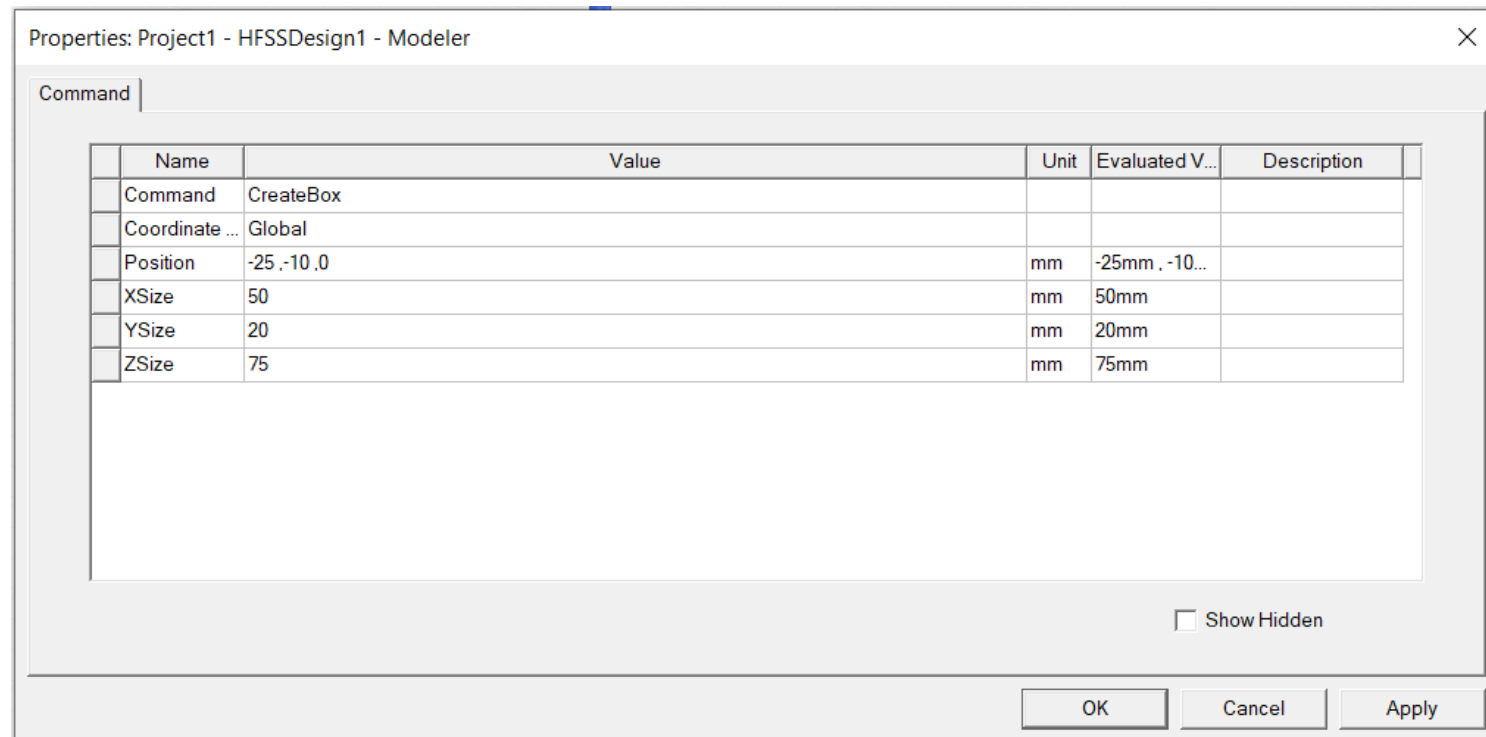 Properties: Project1 - HFSSDesign1 - Modeler
Command
Name Value Unit Evaluated V... Description
Command CreateBox
Coordinate ... Global
Position -25 ,-10 ,0 mm -25mm , -10...
XSize 50 mm 50mm
YSize 20 mm 20mm
ZSize 75 mm 75mm
Show Hidden
OK Cancel Apply